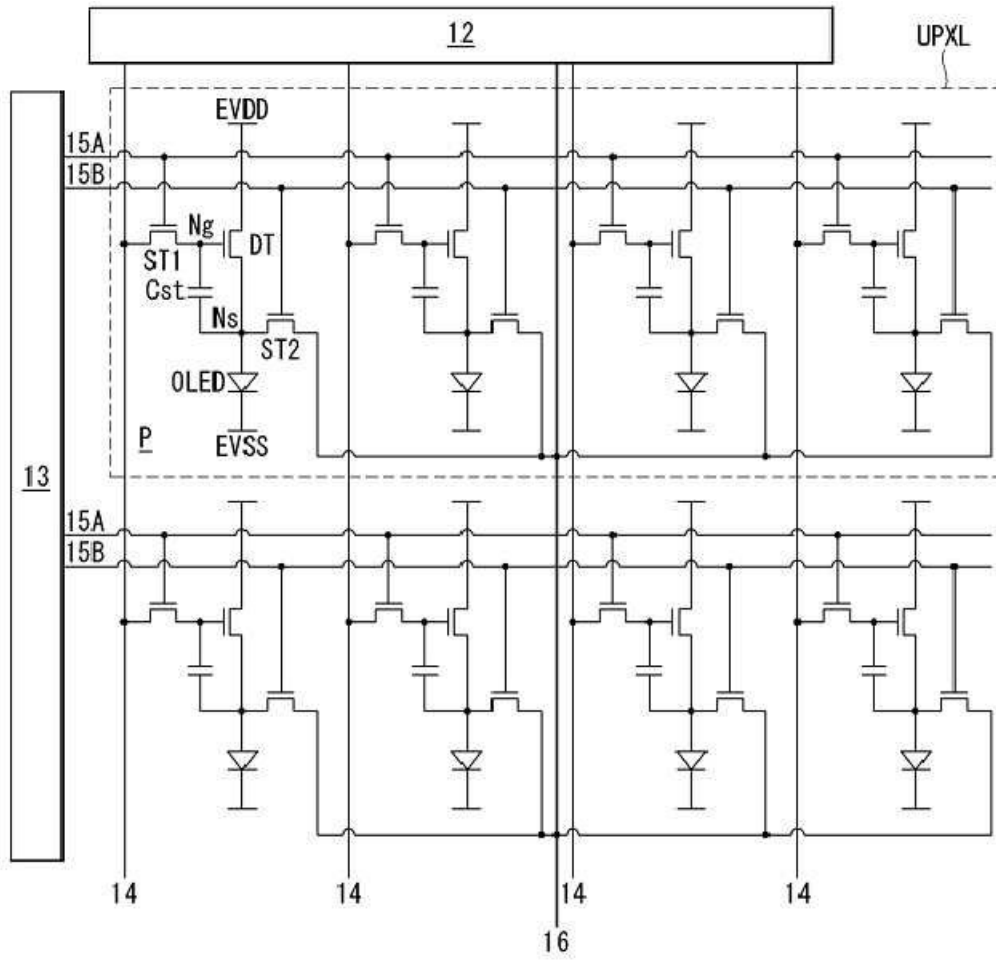 12
UPXL
EVDD
15A
15B
Ng
DT
ST1
Cst
Ns
ST2
OLED
P
EVSS
13
15A
15B
14
14
14
14
16